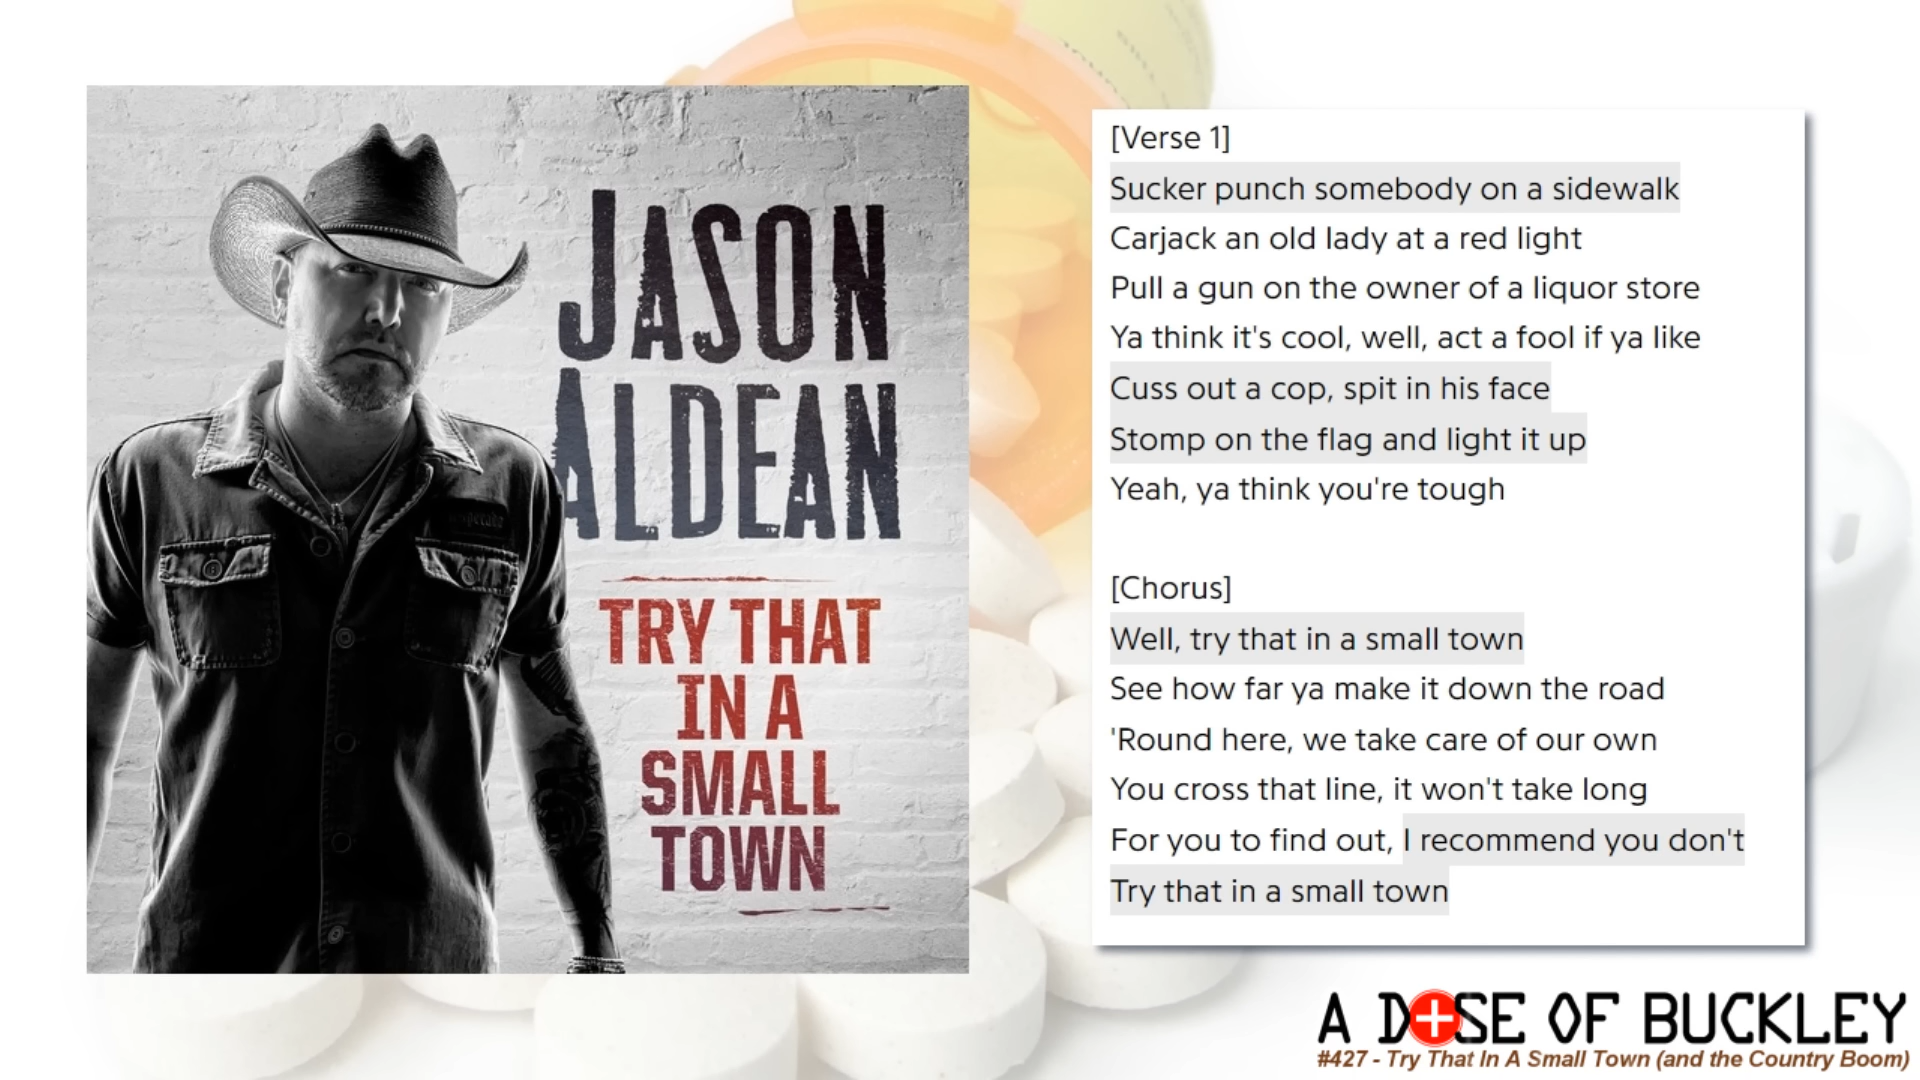 JASON
ALDEAN
TRY THAT
IN A
SMALL
TOWN
[Verse 1]
Sucker punch somebody on a sidewalk
Carjack an old lady at a red light
Pull a gun on the owner of a liquor store
Ya think it's cool, well, act a fool if ya like
Cuss out a cop, spit in his face
Stomp on the flag and light it up
Yeah, ya think you're tough
[Chorus]
Well, try that in a small town
See how far ya make it down the road
'Round here, we take care of our own
You cross that line, it won't take long
For you to find out, I recommend you don't
Try that in a small town
A DOSE OF BUCKLEY
#427 - Try That In A Small Town (and the Country Boom)